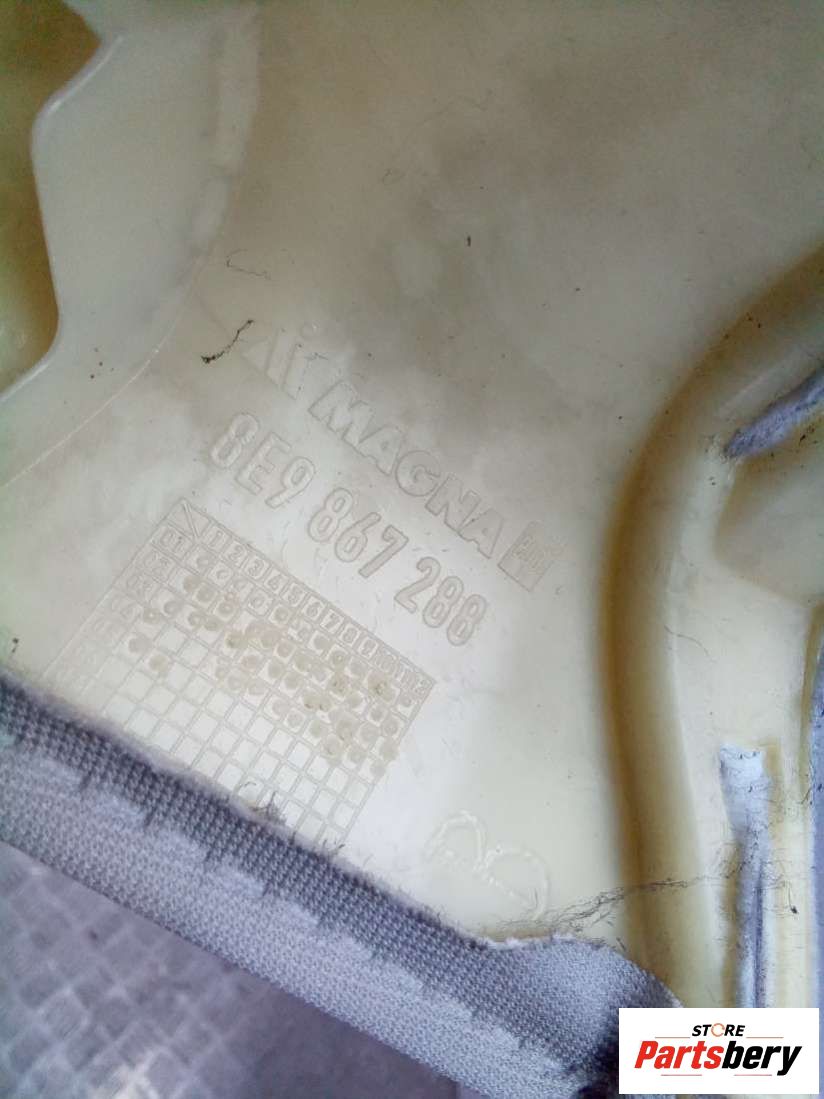 MAGNA
8E9 867 288
1 2 3 4 5 6 7 8 9 10 11 12
STORE
Partsbery